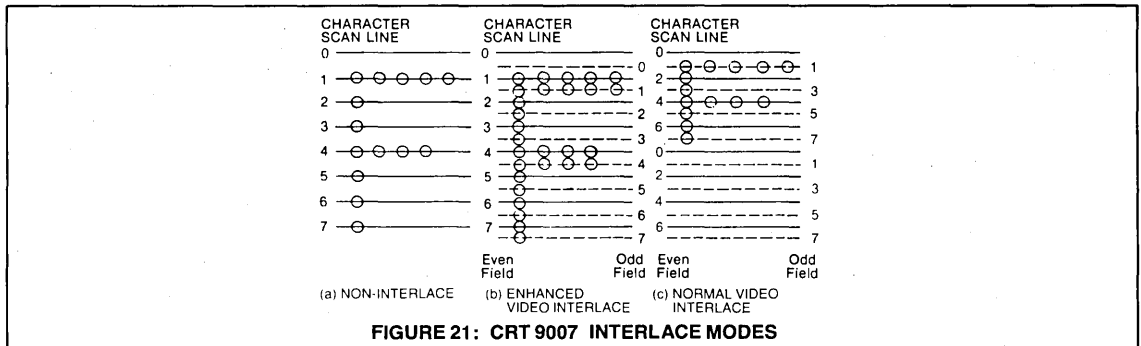 CHARACTER
SCAN LINE
0
1
2
3
4
5
6
7
(a) NON-INTERLACE
CHARACTER
SCAN LINE
0
0
1
1
2
2
3
3
4
4
5
5
6
6
7
7
Even Field
Odd Field
(b) ENHANCED
VIDEO INTERLACE
CHARACTER
SCAN LINE
0
1
2
3
4
5
6
7
0
1
2
3
4
5
6
7
Even Field
Odd Field
(c) NORMAL VIDEO
INTERLACE
FIGURE 21: CRT 9007 INTERLACE MODES